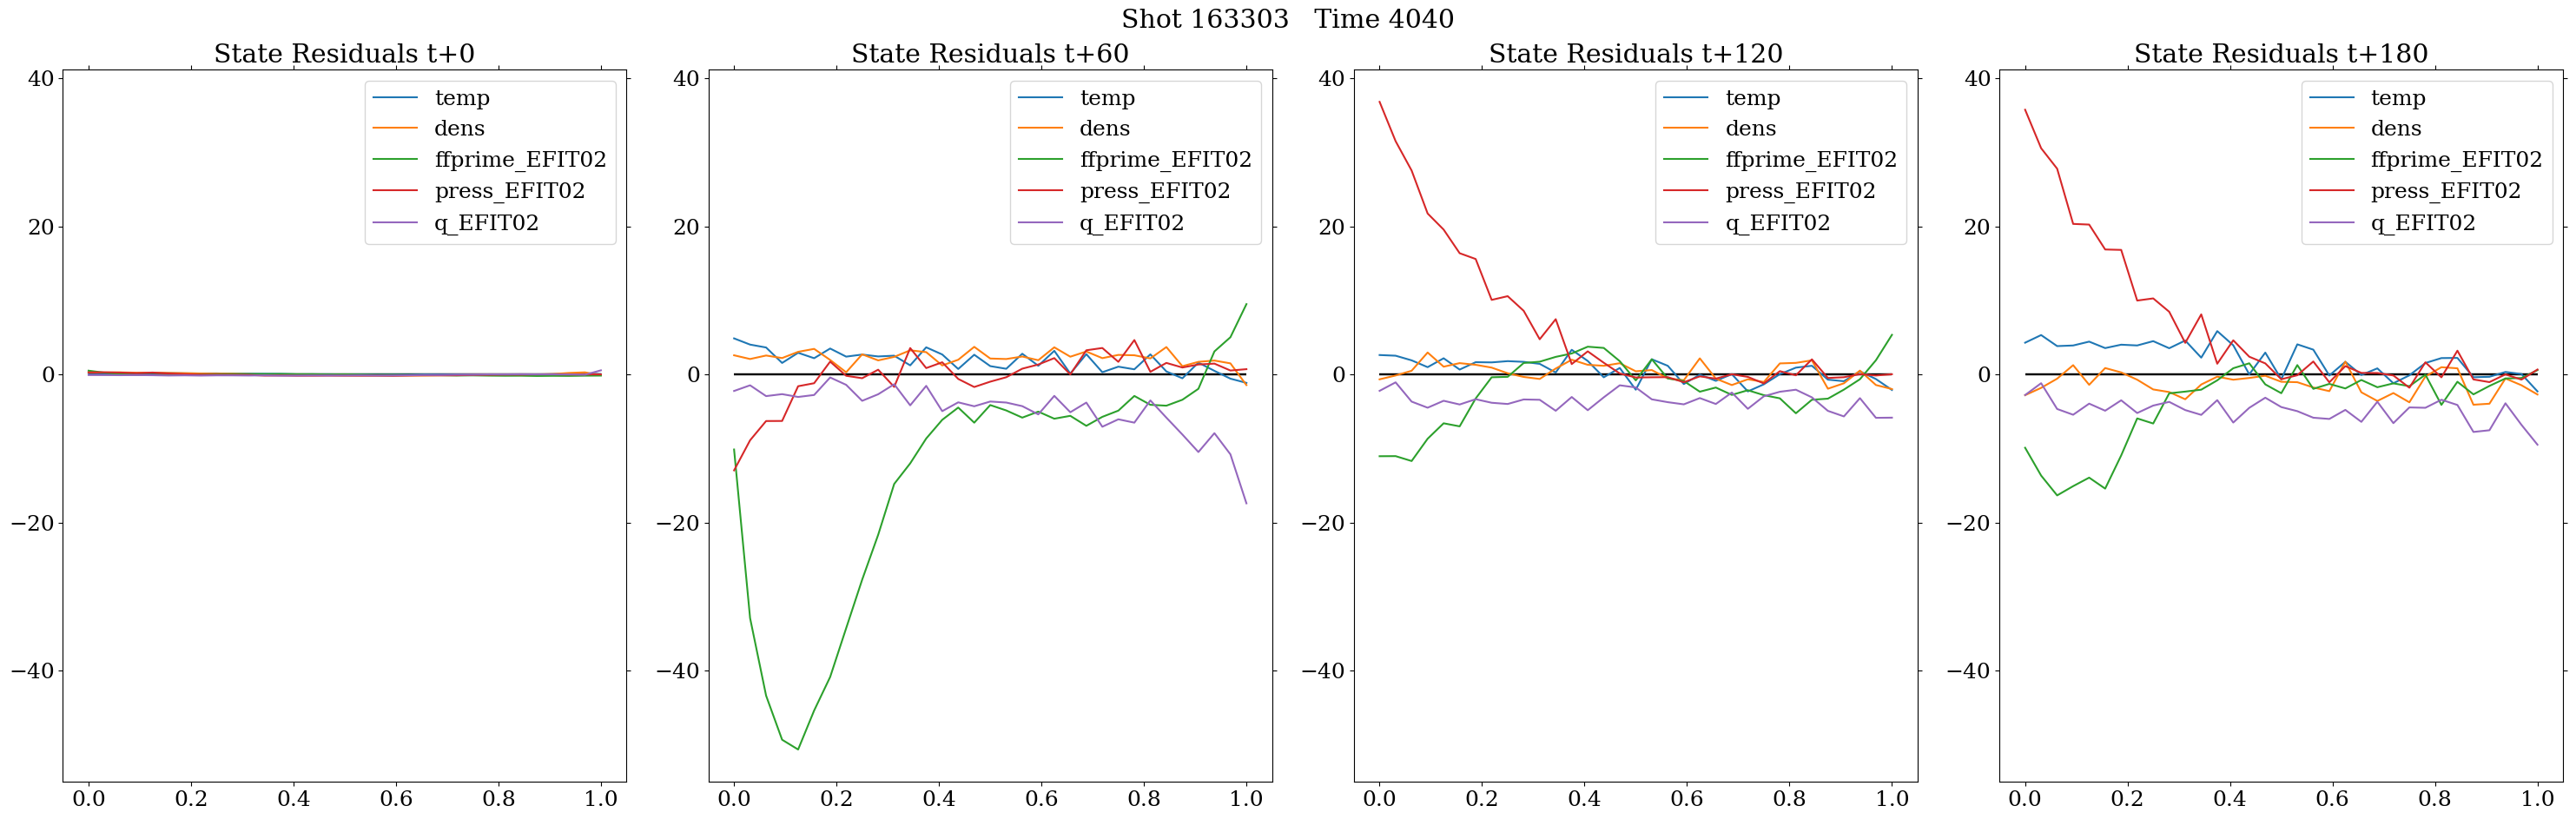 Shot 163303   Time 4040
State Residuals t+0
40
20
0
−20
−40
0.0 0.2 0.4 0.6 0.8 1.0
temp
dens
ffprime_EFIT02
press_EFIT02
q_EFIT02
State Residuals t+60
40
20
0
−20
−40
0.0 0.2 0.4 0.6 0.8 1.0
temp
dens
ffprime_EFIT02
press_EFIT02
q_EFIT02
State Residuals t+120
40
20
0
−20
−40
0.0 0.2 0.4 0.6 0.8 1.0
temp
dens
ffprime_EFIT02
press_EFIT02
q_EFIT02
State Residuals t+180
40
20
0
−20
−40
0.0 0.2 0.4 0.6 0.8 1.0
temp
dens
ffprime_EFIT02
press_EFIT02
q_EFIT02